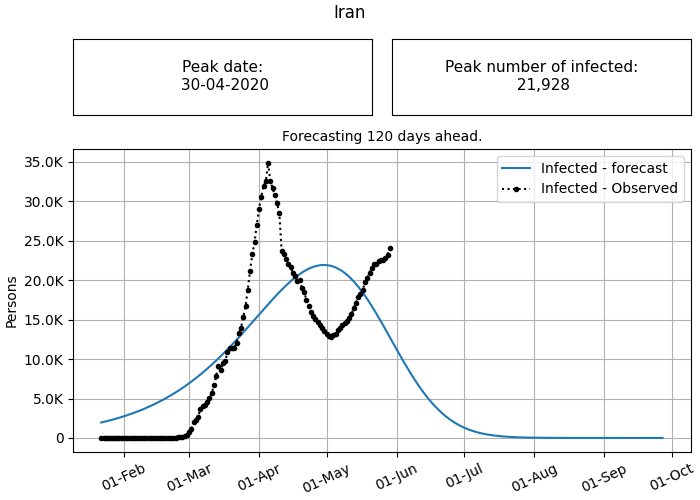 Iran
Peak date:
30-04-2020
Peak number of infected:
21,928
Forecasting 120 days ahead.
35.0K
30.0K
25.0K
20.0K
15.0K
10.0K
5.0K
0
Persons
Infected - forecast
Infected - Observed
01-Feb
01-Mar
01-Apr
01-May
01-Jun
01-Jul
01-Aug
01-Sep
01-Oct